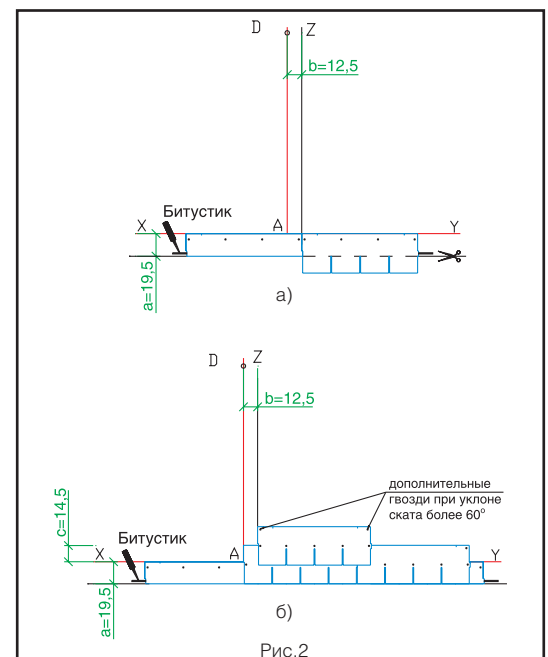 D Z
b=12,5
Битустик
X A Y
a=19,5
а)
D Z
b=12,5
дополнительные
гвозди при уклоне
ската более 60°
c=14,5
Битустик
X A Y
a=19,5
б)
Рис.2